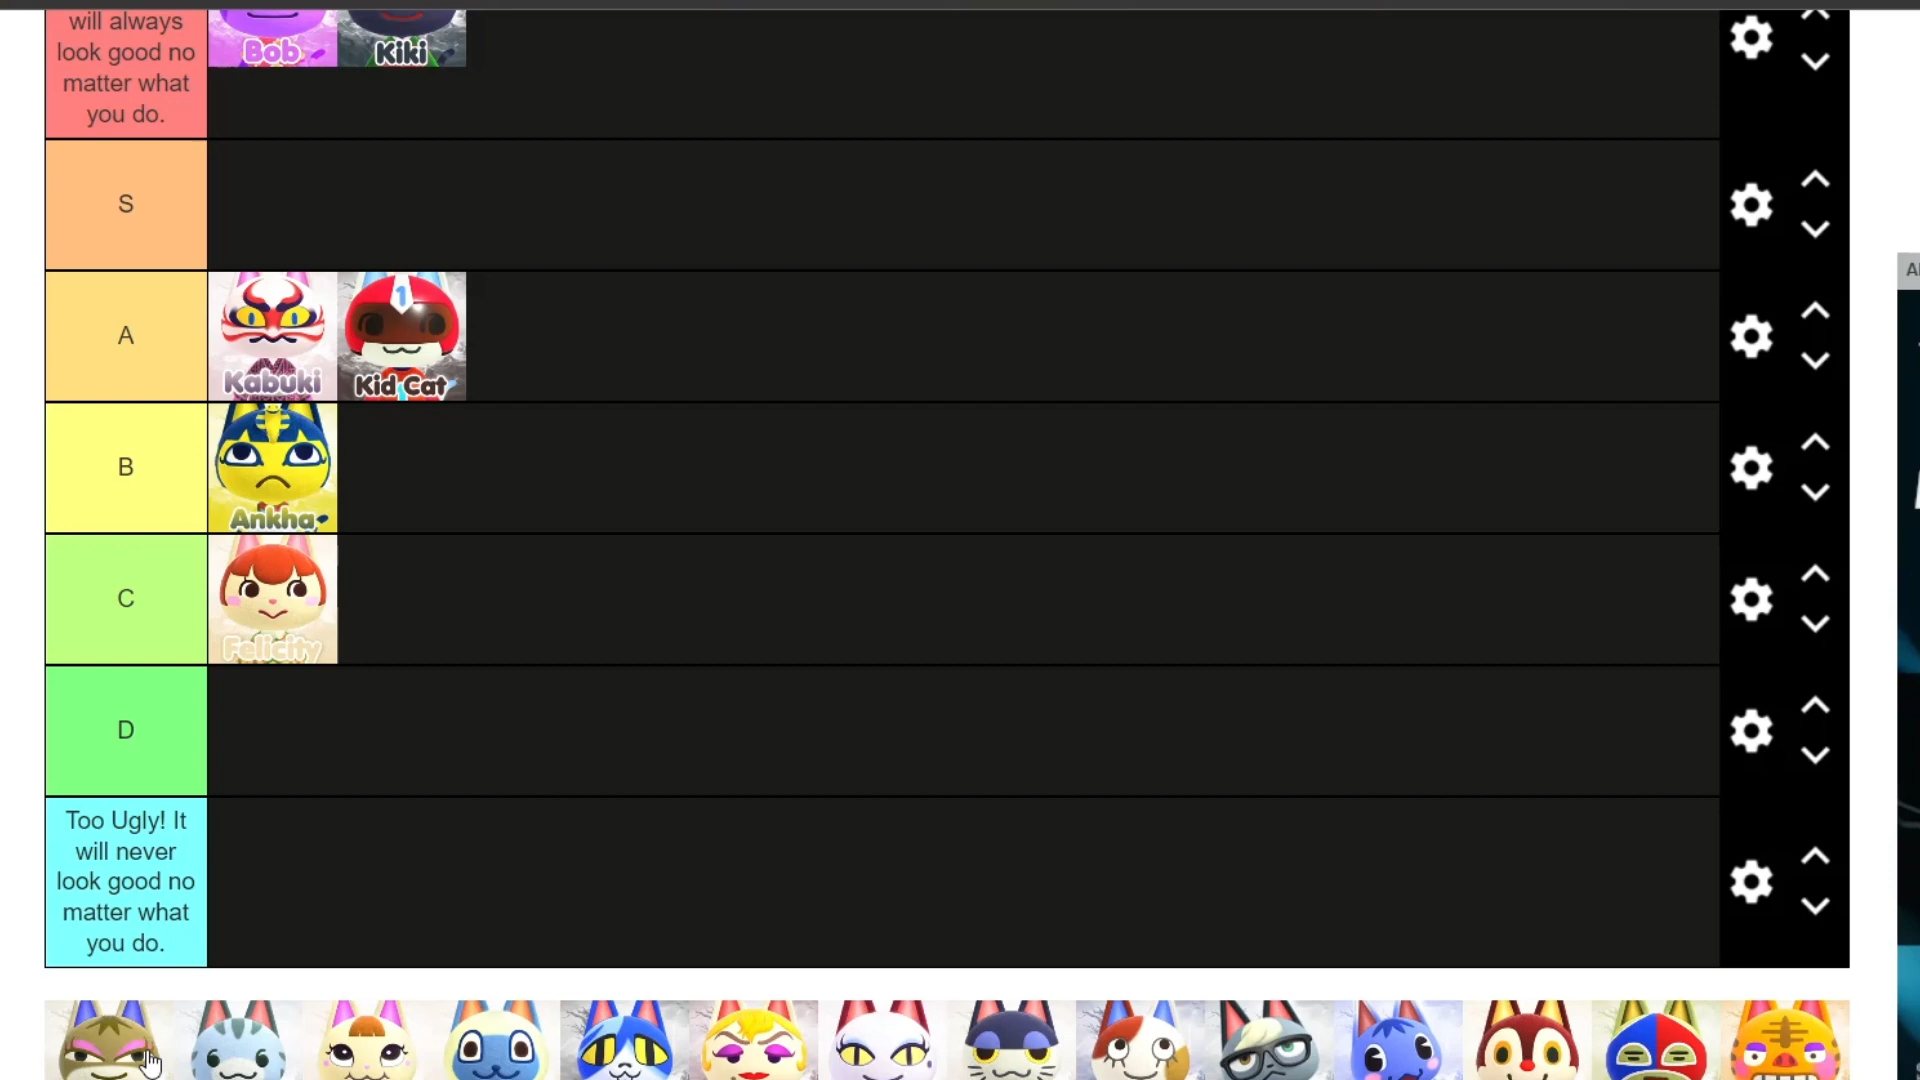 will always
look good no
matter what
you do.
Bob
Kiki
S
A
1
Kabuki
Kid Cat
B
Ankha
C
Felicity
D
Too Ugly! It
will never
look good no
matter what
you do.